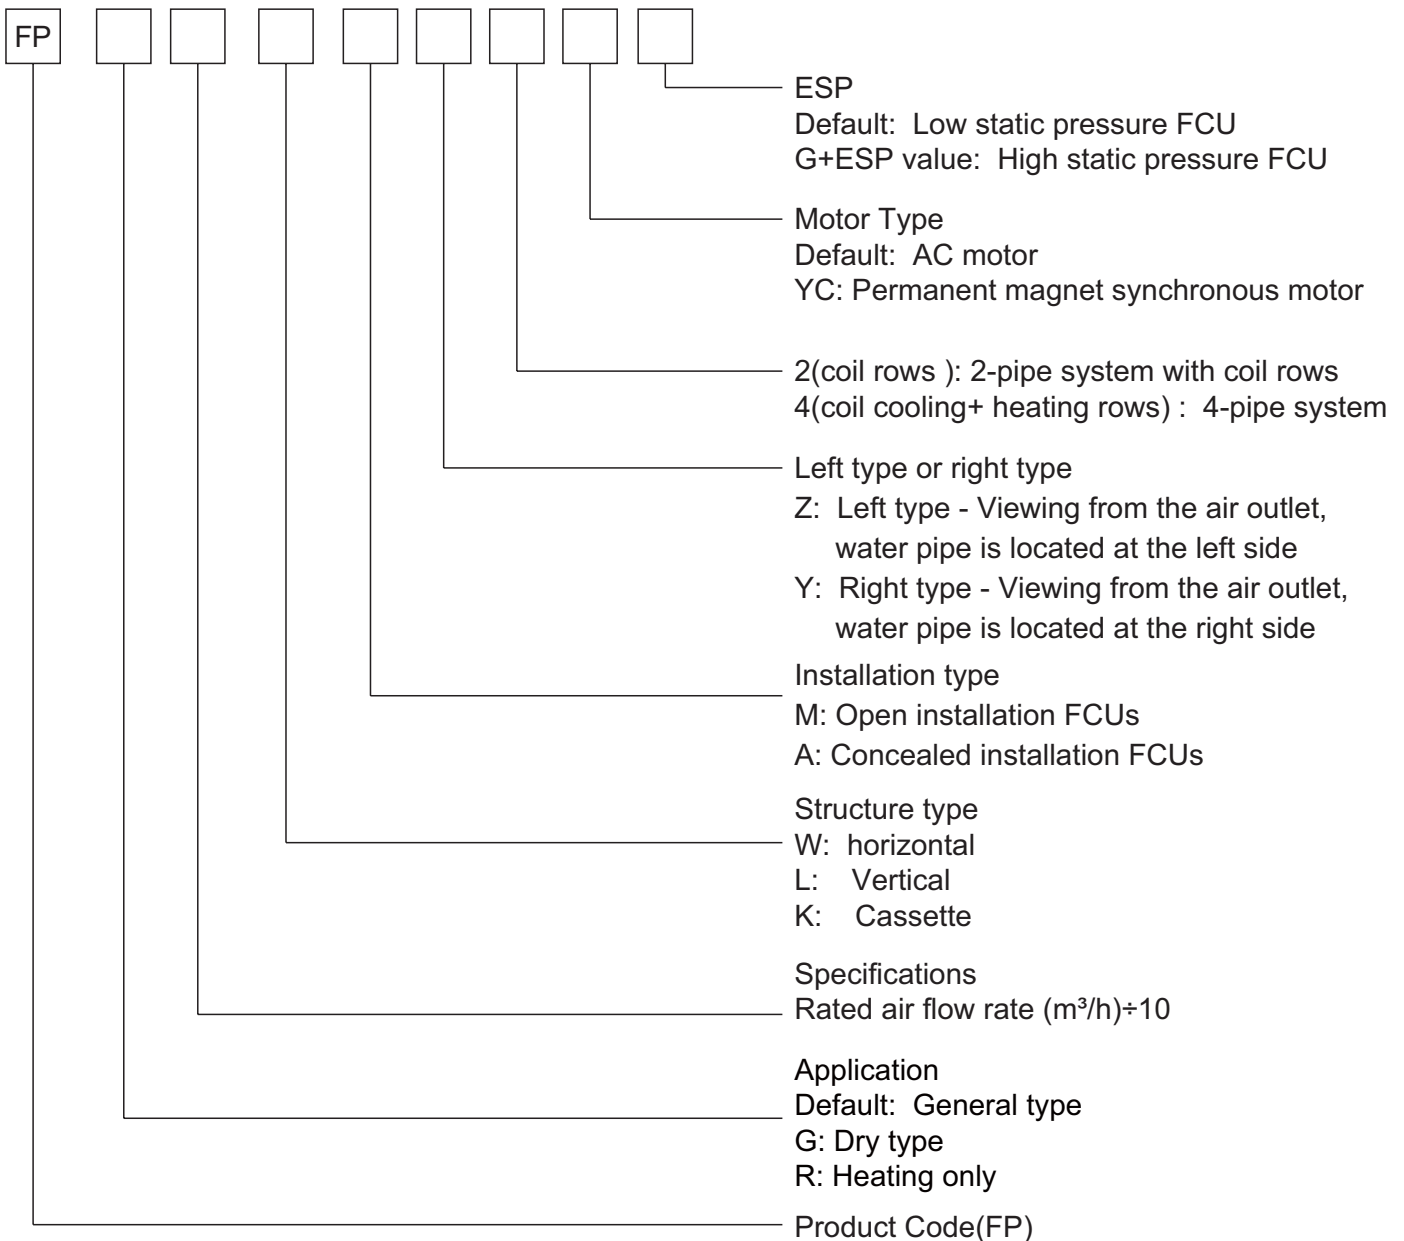 FP
ESP
Default: Low static pressure FCU
G+ESP value: High static pressure FCU
Motor Type
Default: AC motor
YC: Permanent magnet synchronous motor
2(coil rows ): 2-pipe system with coil rows
4(coil cooling+ heating rows) : 4-pipe system
Left type or right type
Z: Left type - Viewing from the air outlet,
water pipe is located at the left side
Y: Right type - Viewing from the air outlet,
water pipe is located at the right side
Installation type
M: Open installation FCUs
A: Concealed installation FCUs
Structure type
W: horizontal
L: Vertical
K: Cassette
Specifications
Rated air flow rate (m³/h)÷10
Application
Default: General type
G: Dry type
R: Heating only
Product Code(FP)